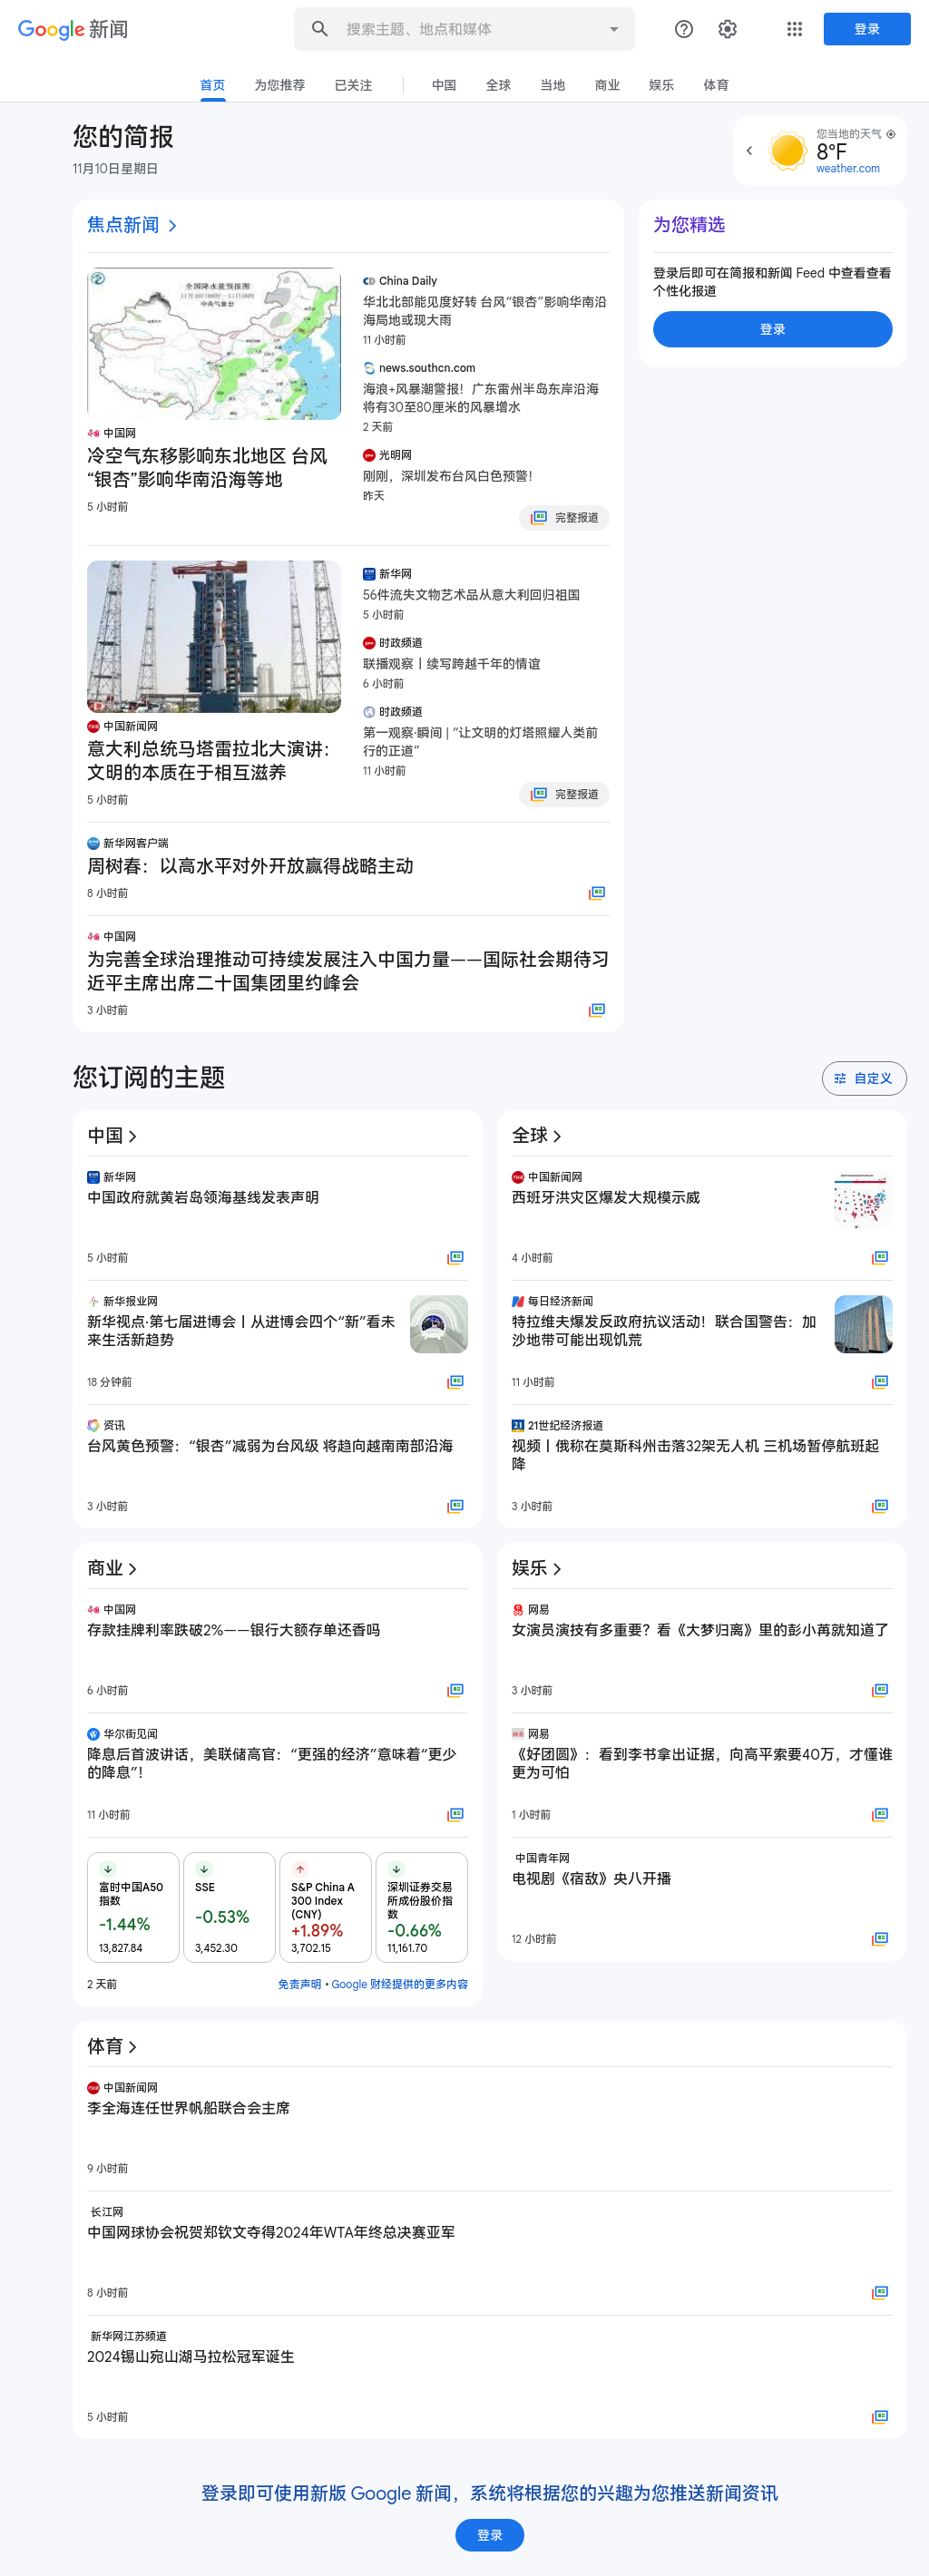 Google 新闻
搜索主题、地点和媒体
登录
首页
为您推荐
已关注
中国
全球
当地
商业
娱乐
体育
您的简报
11月10日星期日
您当地的天气
8°F
weather.com
焦点新闻
全国降水量预报图
中国网
冷空气东移影响东北地区 台风
“银杏”影响华南沿海等地
5 小时前
China Daily
华北北部能见度好转 台风“银杏”影响华南沿
海局地或现大雨
11 小时前
news.southcn.com
海浪+风暴潮警报！广东雷州半岛东岸沿海
将有30至80厘米的风暴增水
2 天前
光明网
刚刚，深圳发布台风白色预警！
昨天
完整报道
中国新闻网
意大利总统马塔雷拉北大演讲：
文明的本质在于相互滋养
5 小时前
新华网
56件流失文物艺术品从意大利回归祖国
5 小时前
时政频道
联播观察丨续写跨越千年的情谊
6 小时前
时政频道
第一观察·瞬间 | “让文明的灯塔照耀人类前
行的正道”
11 小时前
完整报道
新华网客户端
周树春：以高水平对外开放赢得战略主动
8 小时前
中国网
为完善全球治理推动可持续发展注入中国力量——国际社会期待习
近平主席出席二十国集团里约峰会
3 小时前
为您精选
登录后即可在简报和新闻 Feed 中查看查看
个性化报道
登录
您订阅的主题
自定义
中国
新华网
中国政府就黄岩岛领海基线发表声明
5 小时前
新华报业网
新华视点·第七届进博会丨从进博会四个“新”看未
来生活新趋势
18 分钟前
资讯
台风黄色预警：“银杏”减弱为台风级 将趋向越南南部沿海
3 小时前
全球
中国新闻网
西班牙洪灾区爆发大规模示威
4 小时前
每日经济新闻
特拉维夫爆发反政府抗议活动！联合国警告：加
沙地带可能出现饥荒
11 小时前
21世纪经济报道
视频丨俄称在莫斯科州击落32架无人机 三机场暂停航班起
降
3 小时前
商业
中国网
存款挂牌利率跌破2%——银行大额存单还香吗
6 小时前
华尔街见闻
降息后首波讲话，美联储高官：“更强的经济”意味着“更少
的降息”！
11 小时前
富时中国A50
指数
-1.44%
13,827.84
SSE
-0.53%
3,452.30
S&P China A
300 Index
(CNY)
+1.89%
3,702.15
深圳证券交易
所成份股价指
数
-0.66%
11,161.70
2 天前
免责声明 • Google 财经提供的更多内容
娱乐
网易
女演员演技有多重要？看《大梦归离》里的彭小苒就知道了
3 小时前
网易
《好团圆》：看到李书拿出证据，向高平索要40万，才懂谁
更为可怕
1 小时前
中国青年网
电视剧《宿敌》央八开播
12 小时前
体育
中国新闻网
李全海连任世界帆船联合会主席
9 小时前
长江网
中国网球协会祝贺郑钦文夺得2024年WTA年终总决赛亚军
8 小时前
新华网江苏频道
2024锡山宛山湖马拉松冠军诞生
5 小时前
登录即可使用新版 Google 新闻，系统将根据您的兴趣为您推送新闻资讯
登录